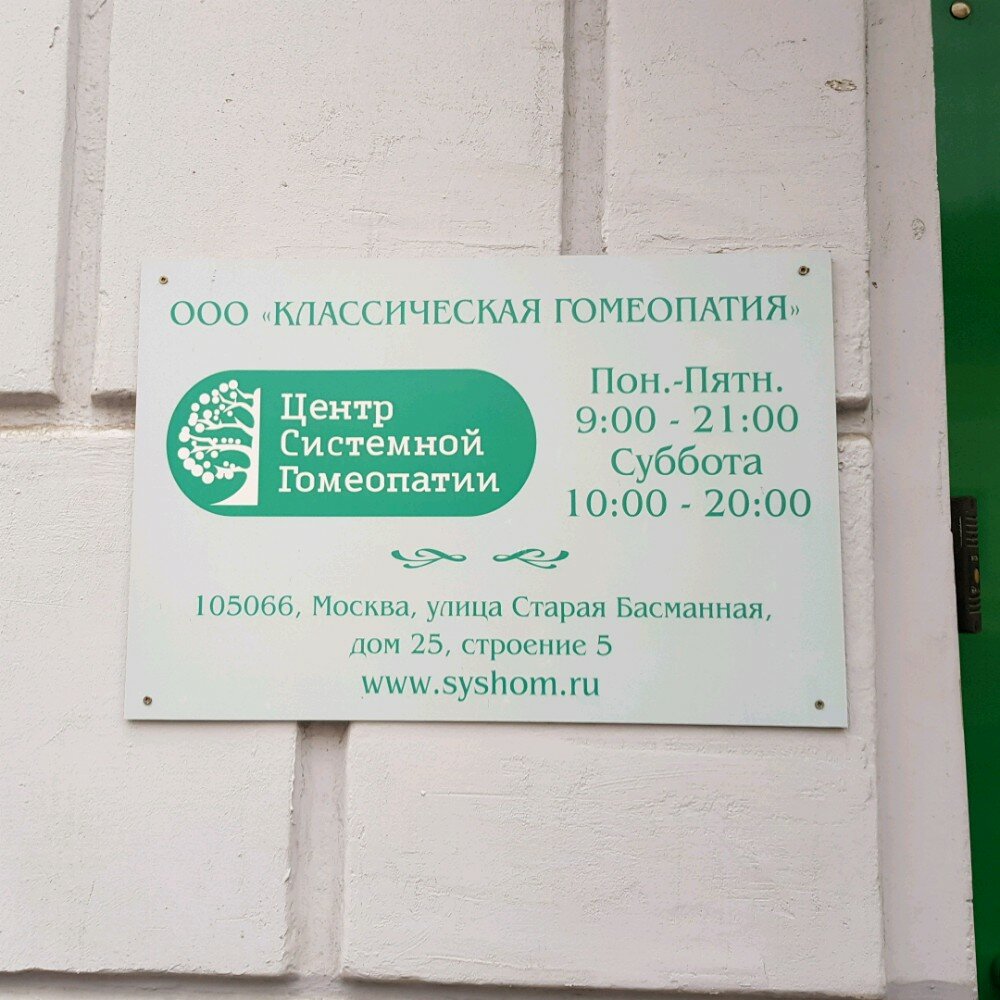 ООО «КЛАССИЧЕСКАЯ ГОМЕОПАТИЯ»
Центр
Системной
Гомеопатии
Пон.-Пятн.
9:00 - 21:00
Суббота
10:00 - 20:00
105066, Москва, улица Старая Басманная,
дом 25, строение 5
www.syshom.ru